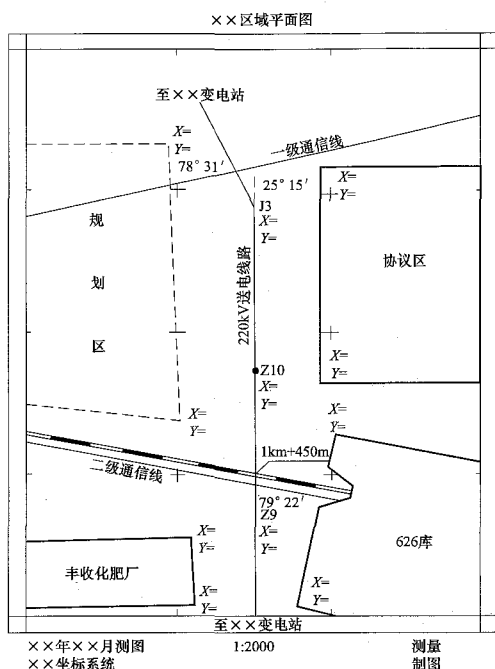 ××区域平面图
至××变电站
X=
Y=
一级通信线
78°31′
25°15′
X=
Y=
J3
X=
Y=
规划区
220kV送电线路
协议区
X=
Y=
Z10
X=
Y=
X=
Y=
X=
Y=
1km+450m
二级通信线
79°22′
Z9
X=
Y=
X=
Y=
626库
丰收化肥厂
X=
Y=
X=
Y=
至××变电站
××年××月测图
1:2000
测量
××坐标系统
制图